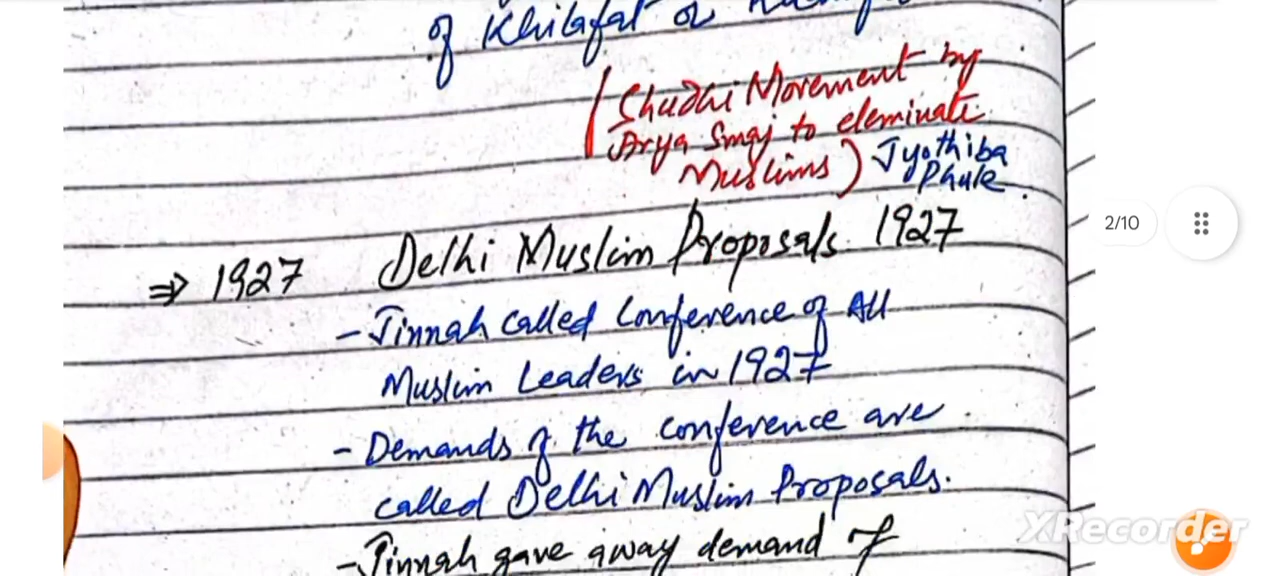 of Khilafat or
(Shudhi Movement by
Arya Smaj to eleminate
Muslims) Jyothiba
Phule
⇒ 1927 Delhi Muslim Proposals. 1927
- Jinnah called Conference of All
Muslim Leaders in 1927
- Demands of the conference are
called Delhi Muslim Proposals.
- Jinnah gave away demand of
2/10
XRecorder